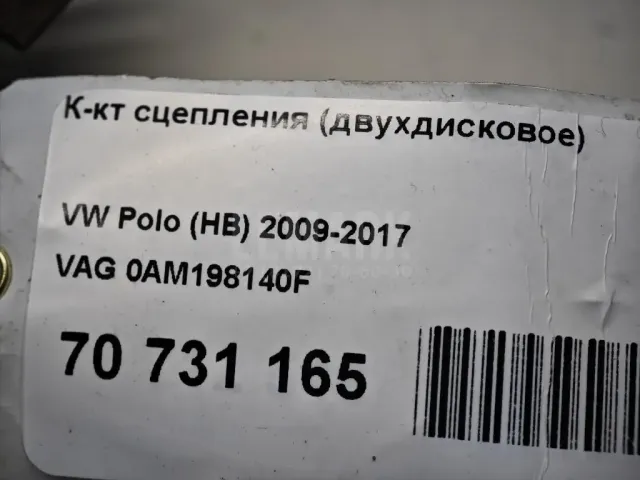 К-кт сцепления (двухдисковое)
VW Polo (HB) 2009-2017
VAG 0AM198140F
70 731 165